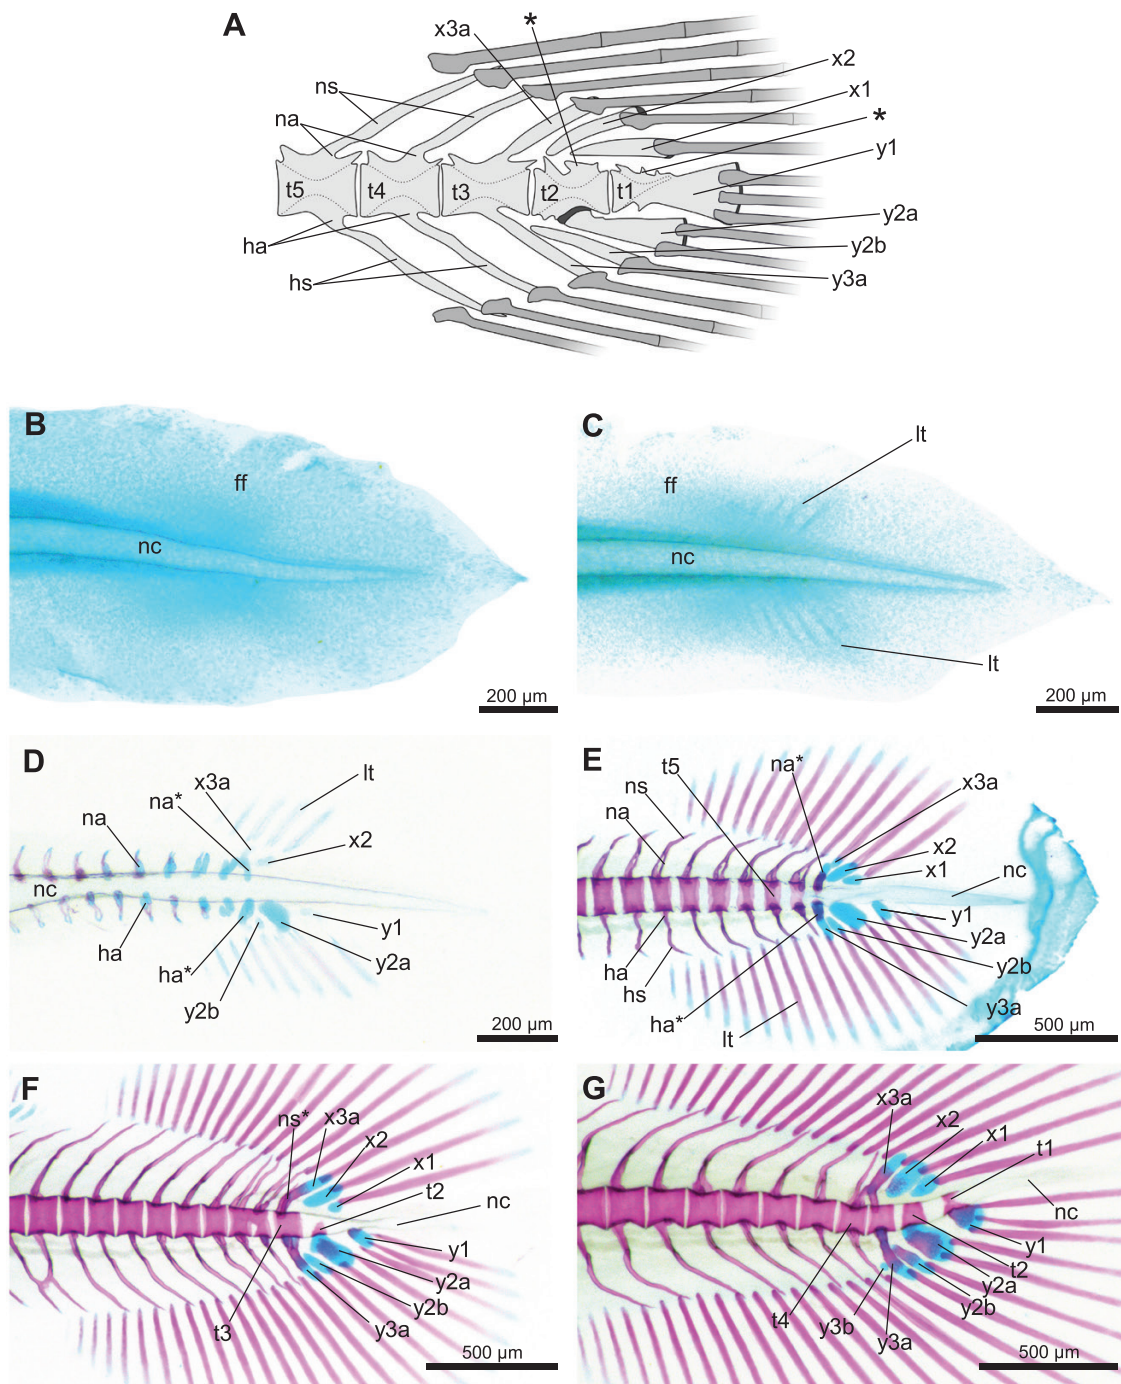 A
x3a
*
x2
ns
x1
na
*
y1
t5
t4
t3
t2
t1
y2a
ha
y2b
hs
y3a
B
ff
nc
200 µm
C
lt
ff
nc
lt
200 µm
D
lt
x3a
na*
na
x2
nc
y1
ha
y2a
ha*
y2b
200 µm
E
na*
t5
x3a
ns
na
x2
x1
nc
y1
y2a
ha
y2b
hs
y3a
ha*
lt
500 µm
F
ns*
x3a
x2
x1
t2
nc
y1
y2a
y2b
t3
y3a
500 µm
G
x3a
x2
x1
t1
nc
y1
t2
y2a
t4
y2b
y3b
y3a
500 µm